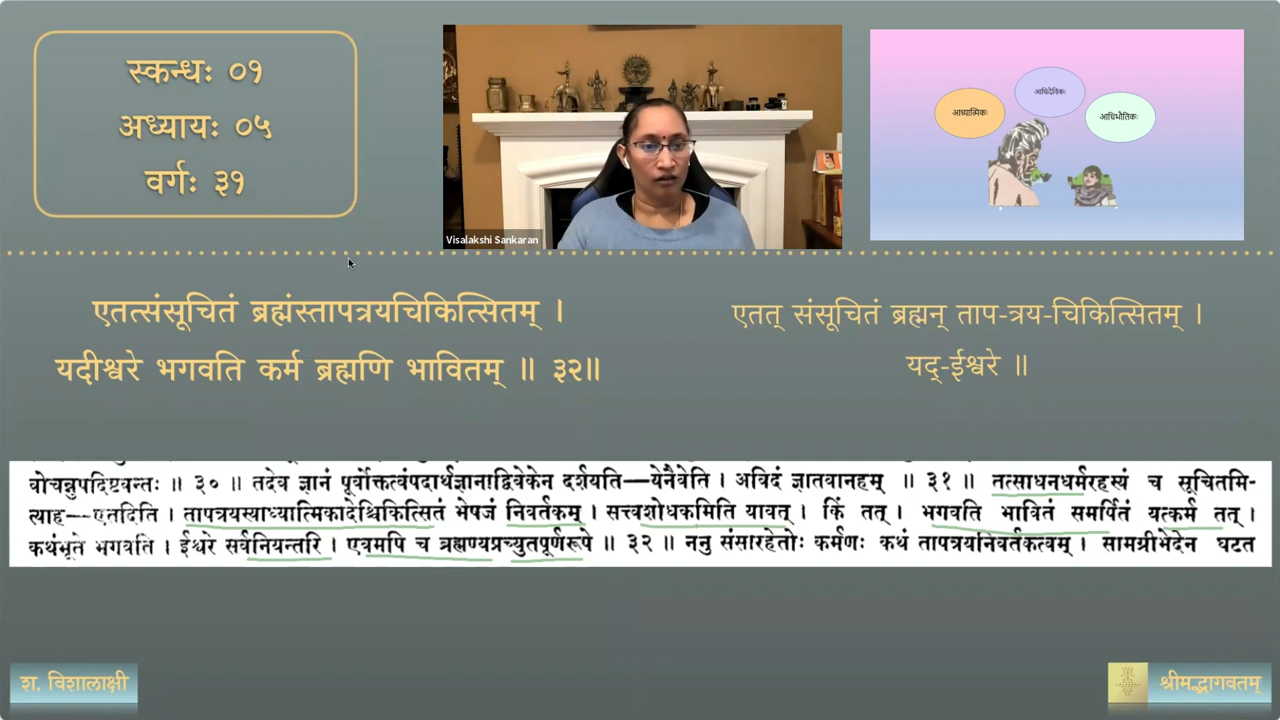 स्कन्धः ०१
अध्यायः ०५
वर्गः ३१
Visalakshi Sankaran
आध्यात्मिकः
आधिदैविकः
आधिभौतिकः
एतत्संसूचितं ब्रह्मंस्तापत्रयचिकित्सितम् ।
यदीश्वरे भगवति कर्म ब्रह्मणि भावितम् ॥ ३२॥
एतत् संसूचितं ब्रह्मन् ताप-त्रय-चिकित्सितम् ।
यद्-ईश्वरे ॥
वोचन्नुपदिष्टवन्तः ॥ ३० ॥ तदेव ज्ञानं पूर्वोक्तत्वंपदार्थज्ञानाद्विवेकेन दर्शयति—येनैवेति । अविदं ज्ञातवानहम् ॥ ३१ ॥ तत्साधनधर्मरहस्यं च सूचितमि-
त्याह—एतदिति । तापत्रयस्याध्यात्मिकादेश्चिकित्सितं भेषजं निवर्तकम् । सत्त्वशोधकमिति यावत् । किं तत् । भगवति भावितं समर्पितं यत्कर्म तत् ।
कथंभूते भगवति । ईश्वरे सर्वनियन्तरि । एवमपि च ब्रह्मण्यप्रच्युतपूर्णरूपे ॥ ३२ ॥ ननु संसारहेतोः कर्मणः कथं तापत्रयनिवर्तकत्वम् । सामग्रीभेदेन घटत
श. विशालाक्षी
श्रीमद्भागवतम्